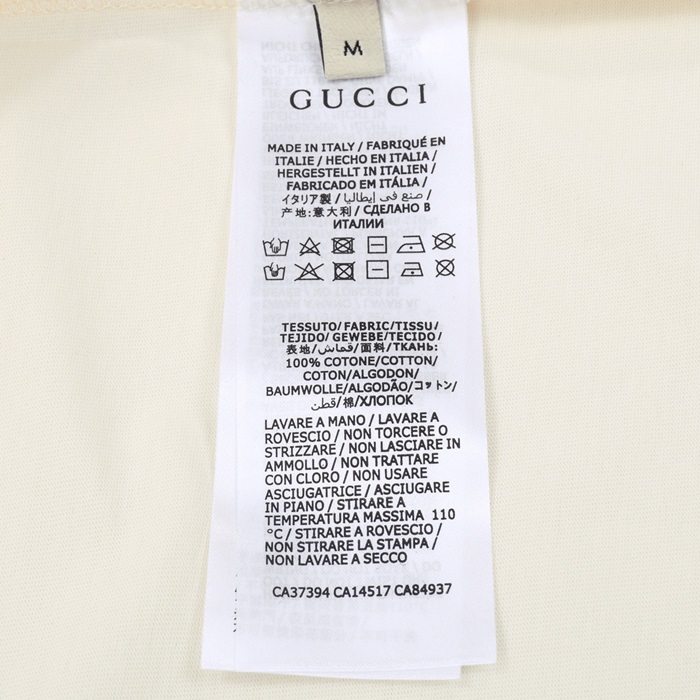 M
GUCCI
MADE IN ITALY / FABRIQUÉ EN
ITALIE / HECHO EN ITALIA /
HERGESTELLT IN ITALIEN /
FABRICADO EM ITÁLIA /
イタリア製 / صنع في إيطاليا /
产地:意大利 / СДЕЛАНО В
ИТАЛИИ
TESSUTO/FABRIC/TISSU/
TEJIDO/ GEWEBE/TECIDO/
表地/قماش/面料/ТКАНЬ:
100% COTONE/COTTON/
COTON/ALGODON/
BAUMWOLLE/ALGODÃO/コットン/
قطن/棉/ХЛОПОК
LAVARE A MANO / LAVARE A
ROVESCIO / NON TORCERE O
STRIZZARE / NON LASCIARE IN
AMMOLLO / NON TRATTARE
CON CLORO / NON USARE
ASCIUGATRICE / ASCIUGARE
IN PIANO / STIRARE A
TEMPERATURA MASSIMA 110
°C / STIRARE A ROVESCIO /
NON STIRARE LA STAMPA /
NON LAVARE A SECCO
CA37394 CA14517 CA84937